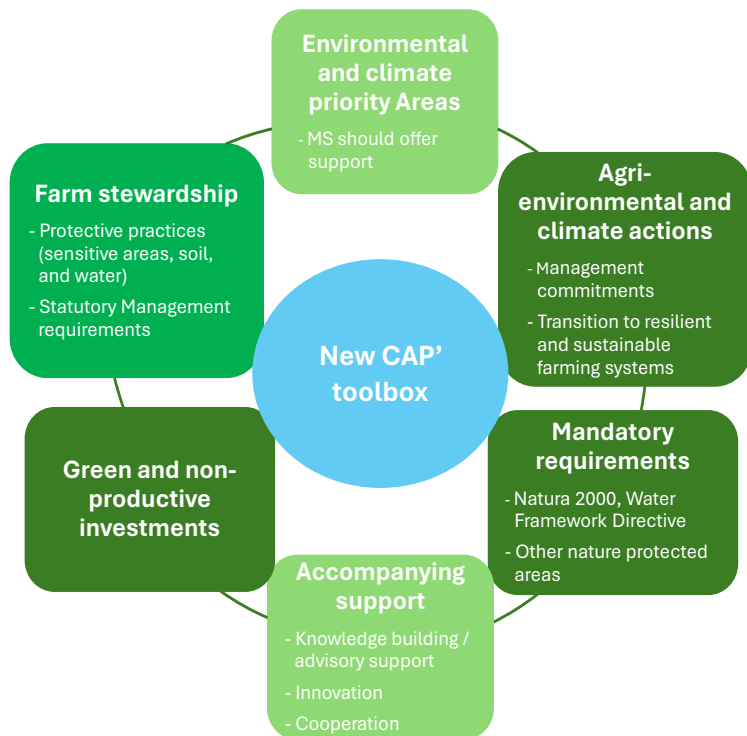 Environmental
and climate
priority Areas
- MS should offer
support
Agri-
environmental and
climate actions
- Management
commitments
- Transition to resilient
and sustainable
farming systems
Mandatory
requirements
- Natura 2000, Water
Framework Directive
- Other nature protected
areas
Accompanying
support
- Knowledge building /
advisory support
- Innovation
- Cooperation
Green and non-
productive
investments
Farm stewardship
- Protective practices
(sensitive areas, soil,
and water)
- Statutory Management
requirements
New CAP’
toolbox